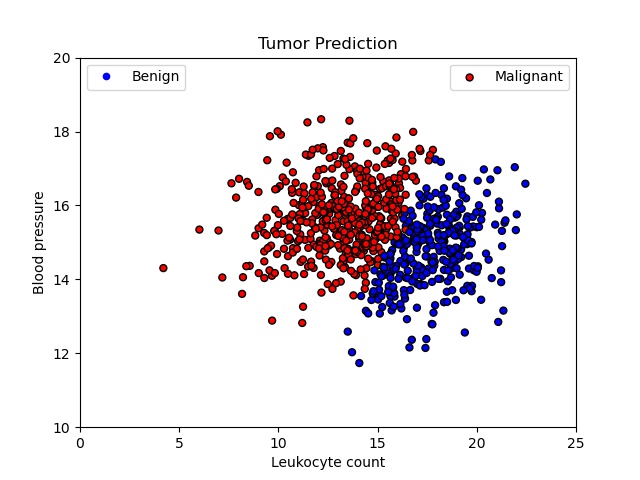 Tumor Prediction
Benign
Malignant
20
18
16
14
12
10
Blood pressure
0 5 10 15 20 25
Leukocyte count